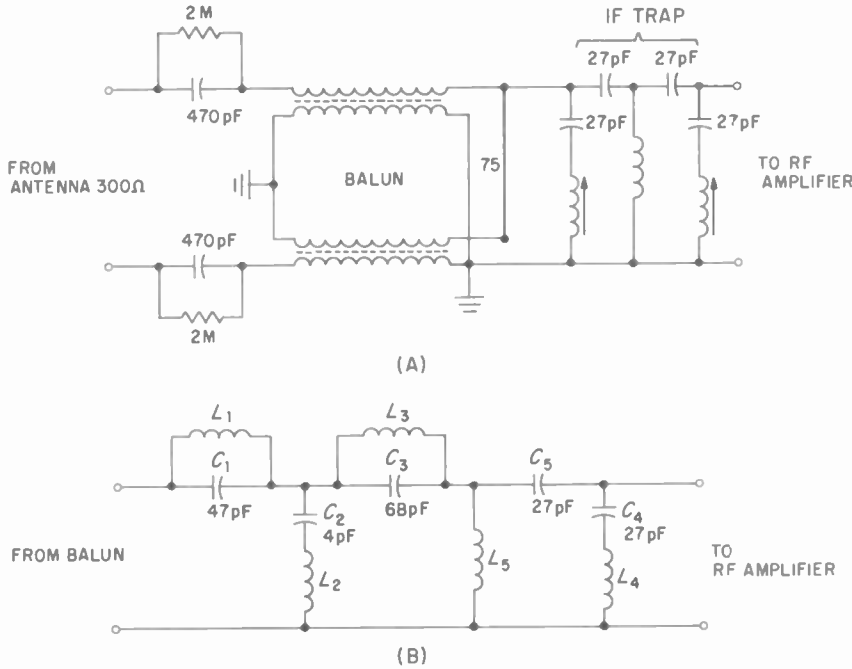 2M
470pF
IF TRAP
27pF
27pF
27pF
27pF
FROM
ANTENNA 300Ω
BALUN
75
TO RF
AMPLIFIER
470pF
2M
(A)
L1
C1
47pF
L3
C3
68pF
C5
27pF
C2
4pF
C4
27pF
FROM BALUN
L2
L5
L4
TO
RF AMPLIFIER
(B)